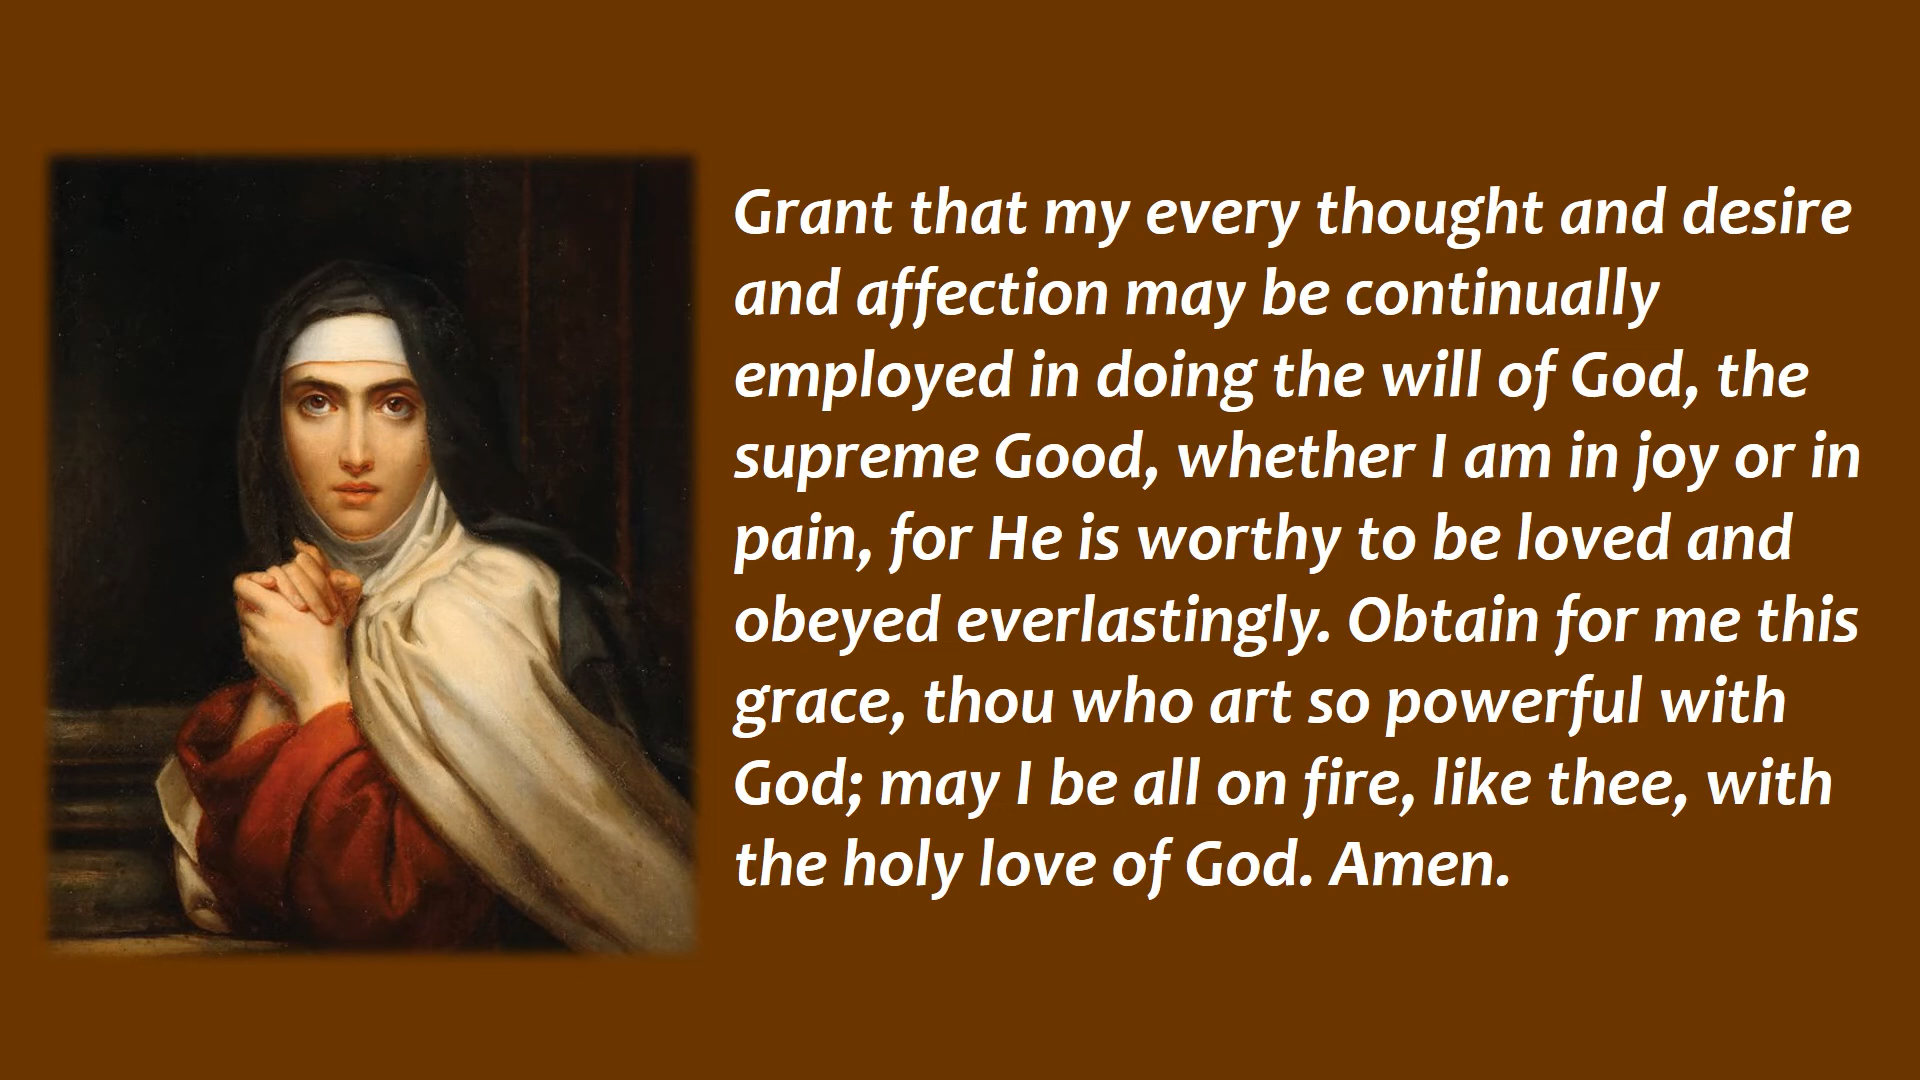 Grant that my every thought and desire
and affection may be continually
employed in doing the will of God, the
supreme Good, whether I am in joy or in
pain, for He is worthy to be loved and
obeyed everlastingly. Obtain for me this
grace, thou who art so powerful with
God; may I be all on fire, like thee, with
the holy love of God. Amen.